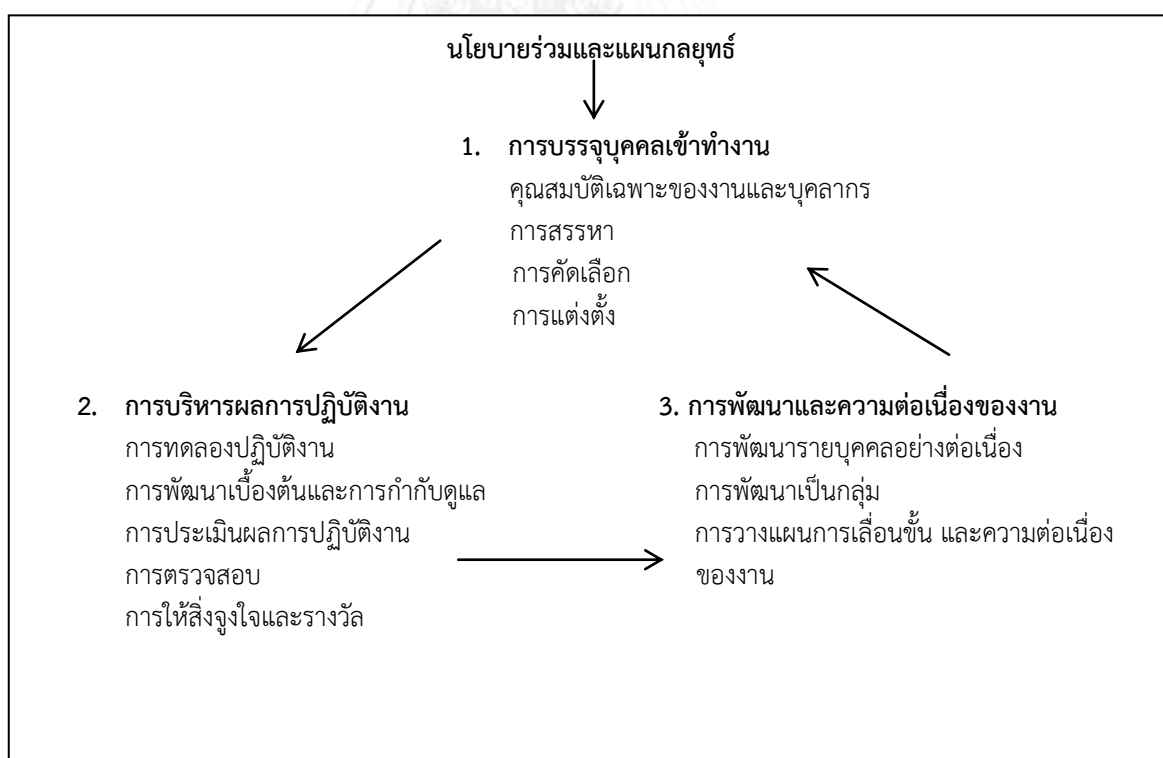 นโยบายร่วมและแผนกลยุทธ์
1. การบรรจุบุคคลเข้าทำงาน
คุณสมบัติเฉพาะของงานและบุคลากร
การสรรหา
การคัดเลือก
การแต่งตั้ง
2. การบริหารผลการปฏิบัติงาน
การทดลองปฏิบัติงาน
การพัฒนาเบื้องต้นและการกำกับดูแล
การประเมินผลการปฏิบัติงาน
การตรวจสอบ
การให้สิ่งจูงใจและรางวัล
3. การพัฒนาและความต่อเนื่องของงาน
การพัฒนารายบุคคลอย่างต่อเนื่อง
การพัฒนาเป็นกลุ่ม
การวางแผนการเลื่อนขั้น และความต่อเนื่อง
ของงาน